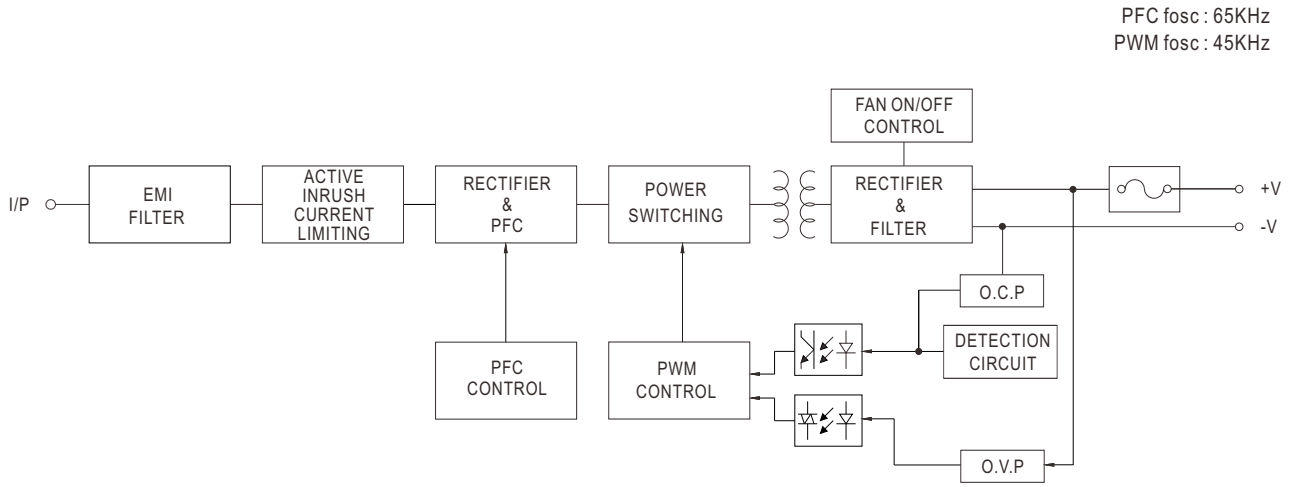 PFC fosc : 65KHz
PWM fosc : 45KHz
FAN ON/OFF
CONTROL
I/P
EMI
FILTER
ACTIVE
INRUSH
CURRENT
LIMITING
RECTIFIER
&
PFC
POWER
SWITCHING
RECTIFIER
&
FILTER
+V
-V
O.C.P
DETECTION
CIRCUIT
PFC
CONTROL
PWM
CONTROL
O.V.P